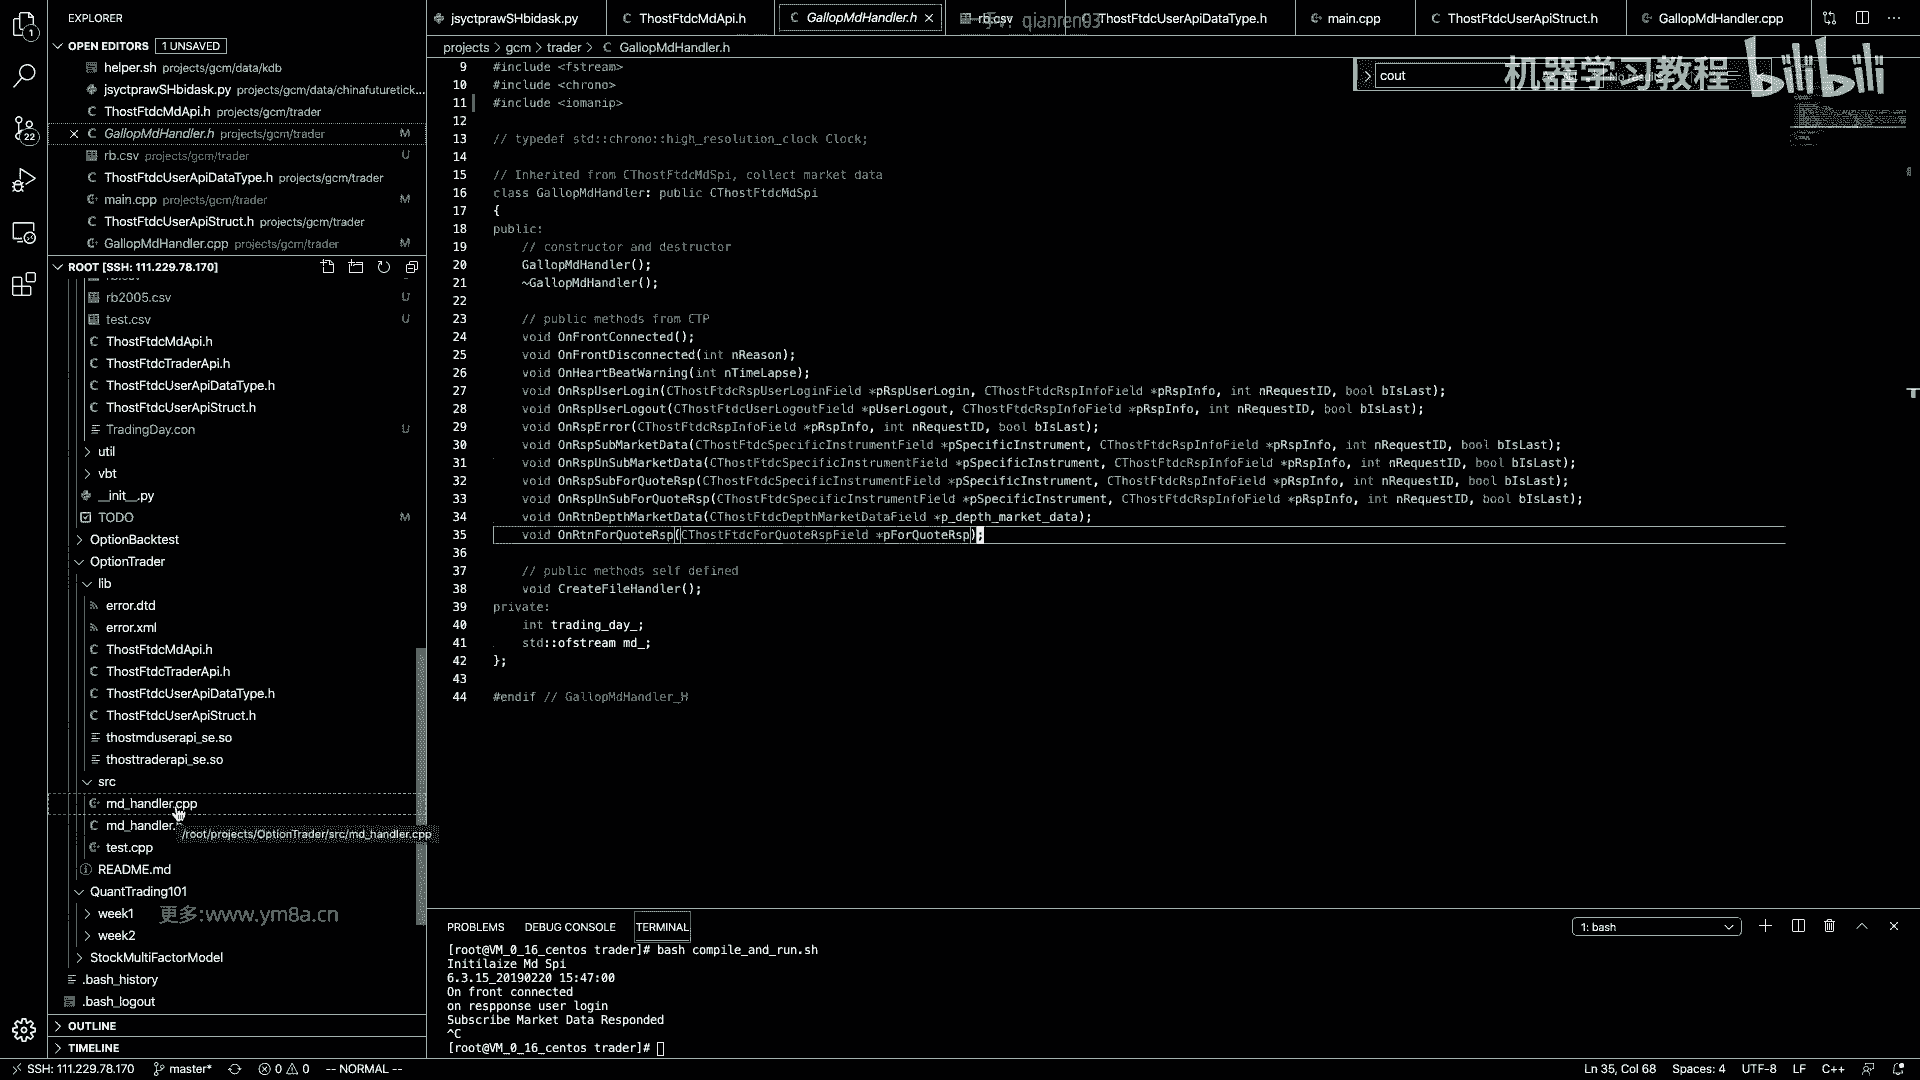 EXPLORER
OPEN EDITORS 1 UNSAVED
helper.sh projects/gcm/data/kdb
jsyctprawSHbidask.py projects/gcm/data/chinafuturetick...
ThostFtdcMdApi.h projects/gcm/trader
GallopMdHandler.h projects/gcm/trader M
rb.csv projects/gcm/trader U
ThostFtdcUserApiDataType.h projects/gcm/trader
main.cpp projects/gcm/trader M
ThostFtdcUserApiStruct.h projects/gcm/trader
GallopMdHandler.cpp projects/gcm/trader M
ROOT [SSH: 111.229.78.170]
rb2005.csv U
test.csv U
ThostFtdcMdApi.h
ThostFtdcTraderApi.h
ThostFtdcUserApiDataType.h
ThostFtdcUserApiStruct.h
TradingDay.con U
util
vbt
__init__.py
TODO M
OptionBacktest
OptionTrader
lib
error.dtd
error.xml
ThostFtdcMdApi.h
ThostFtdcTraderApi.h
ThostFtdcUserApiDataType.h
ThostFtdcUserApiStruct.h
thostmduserapi_se.so
thosttraderapi_se.so
src
md_handler.cpp
md_handler.
/root/projects/OptionTrader/src/md_handler.cpp
test.cpp
README.md
QuantTrading101
week1
更多:www.ym8a.cn
week2
StockMultiFactorModel
.bash_history
.bash_logout
OUTLINE
TIMELINE
jsyctprawSHbidask.py ThostFtdcMdApi.h GallopMdHandler.h rb.csv ThostFtdcUserApiDataType.h main.cpp ThostFtdcUserApiStruct.h GallopMdHandler.cpp
qianren03
projects > gcm > trader > GallopMdHandler.h
cout
机器学习教程 bilibili
9 #include <fstream>
10 #include <chrono>
11 #include <iomanip>
12
13 // typedef std::chrono::high_resolution_clock Clock;
14
15 // Inherited from CThostFtdcMdSpi, collect market data
16 class GallopMdHandler: public CThostFtdcMdSpi
17 {
18 public:
19 // constructor and destructor
20 GallopMdHandler();
21 ~GallopMdHandler();
22
23 // public methods from CTP
24 void OnFrontConnected();
25 void OnFrontDisconnected(int nReason);
26 void OnHeartBeatWarning(int nTimeLapse);
27 void OnRspUserLogin(CThostFtdcRspUserLoginField *pRspUserLogin, CThostFtdcRspInfoField *pRspInfo, int nRequestID, bool bIsLast);
28 void OnRspUserLogout(CThostFtdcUserLogoutField *pUserLogout, CThostFtdcRspInfoField *pRspInfo, int nRequestID, bool bIsLast);
29 void OnRspError(CThostFtdcRspInfoField *pRspInfo, int nRequestID, bool bIsLast);
30 void OnRspSubMarketData(CThostFtdcSpecificInstrumentField *pSpecificInstrument, CThostFtdcRspInfoField *pRspInfo, int nRequestID, bool bIsLast);
31 void OnRspUnSubMarketData(CThostFtdcSpecificInstrumentField *pSpecificInstrument, CThostFtdcRspInfoField *pRspInfo, int nRequestID, bool bIsLast);
32 void OnRspSubForQuoteRsp(CThostFtdcSpecificInstrumentField *pSpecificInstrument, CThostFtdcRspInfoField *pRspInfo, int nRequestID, bool bIsLast);
33 void OnRspUnSubForQuoteRsp(CThostFtdcSpecificInstrumentField *pSpecificInstrument, CThostFtdcRspInfoField *pRspInfo, int nRequestID, bool bIsLast);
34 void OnRtnDepthMarketData(CThostFtdcDepthMarketDataField *p_depth_market_data);
35 void OnRtnForQuoteRsp(CThostFtdcForQuoteRspField *pForQuoteRsp);
36
37 // public methods self defined
38 void CreateFileHandler();
39 private:
40 int trading_day_;
41 std::ofstream md_;
42 };
43
44 #endif // GallopMdHandler_H
PROBLEMS DEBUG CONSOLE TERMINAL 1: bash
[root@VM_0_16_centos trader]# bash compile_and_run.sh
Initilaize Md Spi
6.3.15_20190220 15:47:00
On front connected
on respponse user login
Subscribe Market Data Responded
^C
[root@VM_0_16_centos trader]#
SSH: 111.229.78.170 master* 0 0 -- NORMAL -- Ln 35, Col 68 Spaces: 4 UTF-8 LF C++